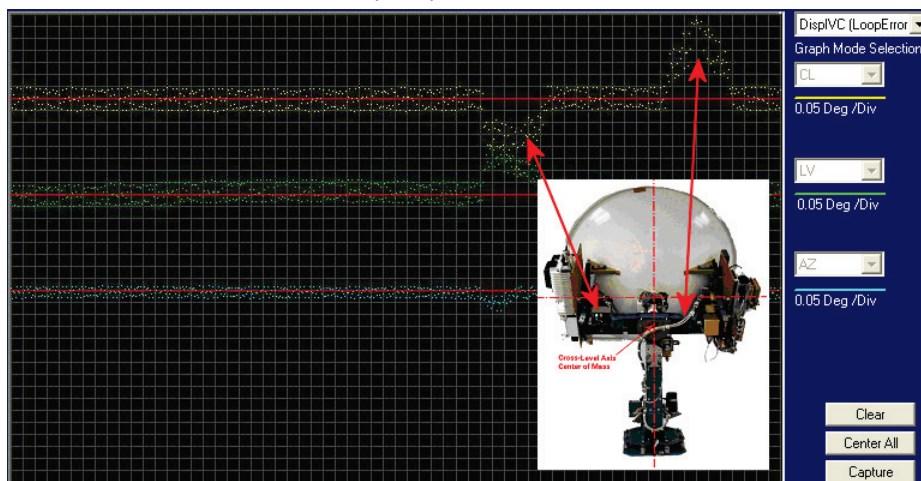 DispIVC (LoopError
Graph Mode Selection
CL
0.05 Deg /Div
LV
0.05 Deg /Div
AZ
0.05 Deg /Div
Cross-Level Axis
Center of Mass
Clear
Center All
Capture